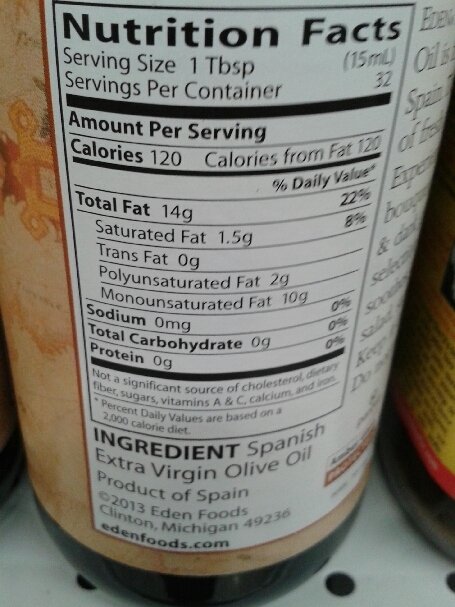 Nutrition Facts
Serving Size 1 Tbsp (15mL)
Servings Per Container 32
Amount Per Serving
Calories 120 Calories from Fat 120
% Daily Value*
Total Fat 14g 22%
Saturated Fat 1.5g 8%
Trans Fat 0g
Polyunsaturated Fat 2g
Monounsaturated Fat 10g
Sodium 0mg 0%
Total Carbohydrate 0g 0%
Protein 0g 0%
Not a significant source of cholesterol, dietary
fiber, sugars, vitamins A & C, calcium, and iron.
* Percent Daily Values are based on a
2,000 calorie diet.
INGREDIENT Spanish
Extra Virgin Olive Oil
Product of Spain
©2013 Eden Foods
Clinton, Michigan 49236
edenfoods.com
Oil is
Spain
&